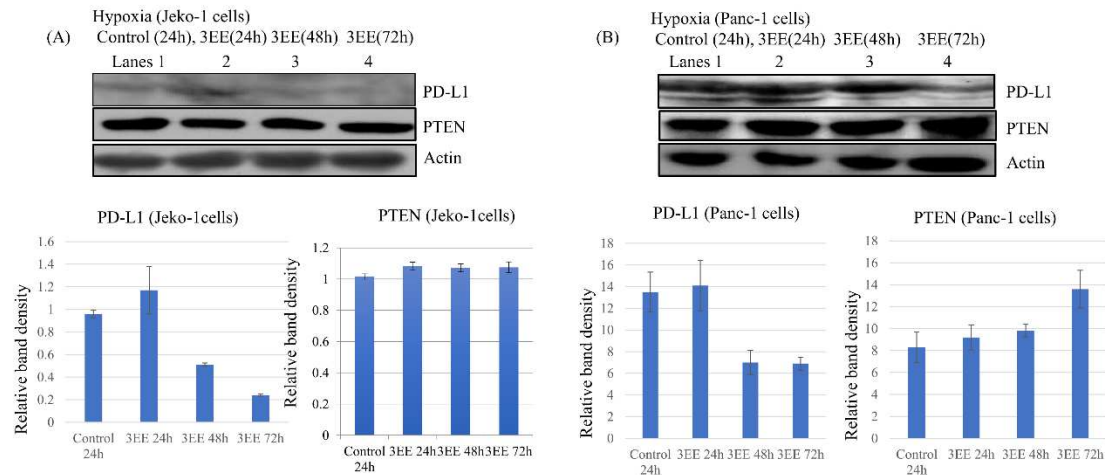 Hypoxia (Jeko-1 cells)
(A) Control (24h), 3EE(24h) 3EE(48h) 3EE(72h)
Lanes 1 2 3 4
PD-L1
PTEN
Actin
Hypoxia (Panc-1 cells)
(B) Control (24h), 3EE(24h) 3EE(48h) 3EE(72h)
Lanes 1 2 3 4
PD-L1
PTEN
Actin
PD-L1 (Jeko-1cells)
Relative band density
1.6
1.4
1.2
1
0.8
0.6
0.4
0.2
0
Control 3EE 24h 3EE 48h 3EE 72h
24h
PTEN (Jeko-1cells)
Relative band density
1.2
1
0.8
0.6
0.4
0.2
0
Control 3EE 24h 3EE 48h 3EE 72h
24h
PD-L1 (Panc-1 cells)
Relative band density
18
16
14
12
10
8
6
4
2
0
Control 3EE 24h 3EE 48h 3EE 72h
24h
PTEN (Panc-1 cells)
Relative band density
18
16
14
12
10
8
6
4
2
0
Control 3EE 24h 3EE 48h 3EE 72h
24h